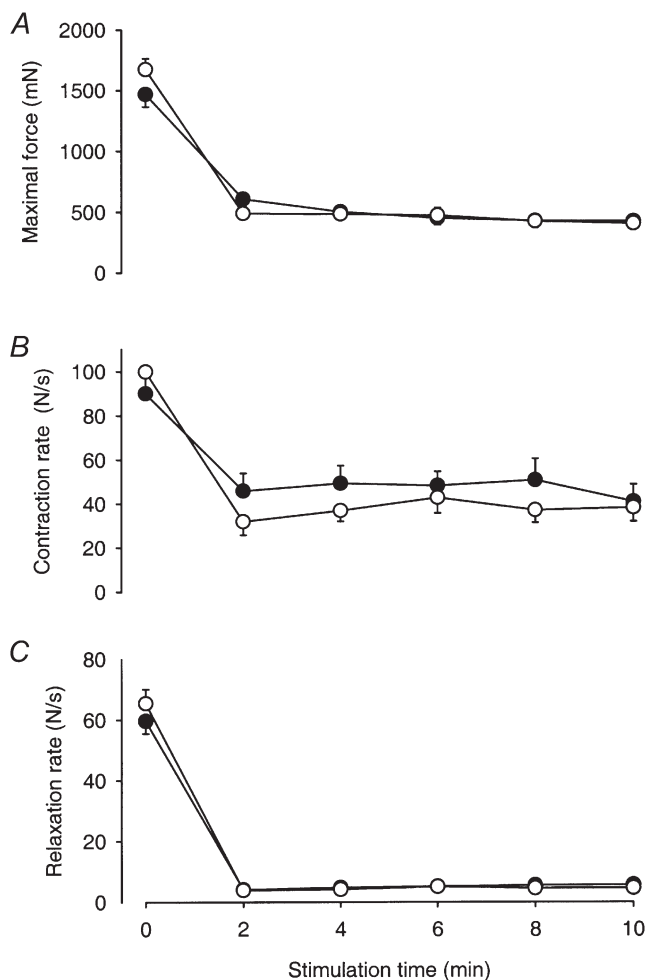 A
Maximal force (mN)
2000
1500
1000
500
0
B
Contraction rate (N/s)
100
80
60
40
20
0
C
Relaxation rate (N/s)
80
60
40
20
0
0 2 4 6 8 10
Stimulation time (min)